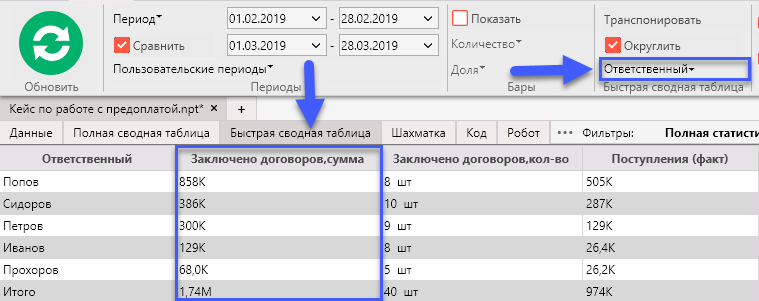 Период 01.02.2019 - 28.02.2019 Показать Транспонировать
Сравнить 01.03.2019 - 28.03.2019 Количество Округлить
Обновить Пользовательские периоды Доля Ответственный
Периоды Бары Быстрая сводная таблица
Кейс по работе с предоплатой.npt* × +
Данные Полная сводная таблица Быстрая сводная таблица Шахматка Код Робот ••• Фильтры: Полная статисти
Ответственный Заключено договоров,сумма Заключено договоров,кол-во Поступления (факт)
Попов 858K 8 шт 505K
Сидоров 386K 10 шт 287K
Петров 300K 9 шт 129K
Иванов 129K 8 шт 26,4K
Прохоров 68,0K 5 шт 26,2K
Итого 1,74M 40 шт 974K